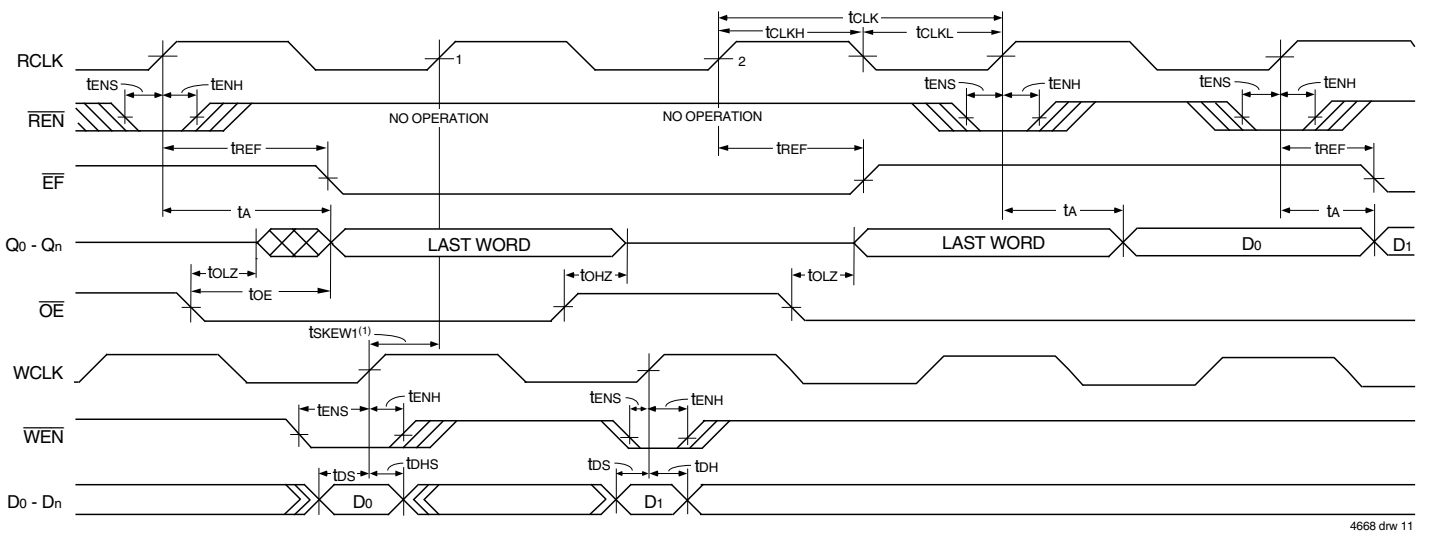 tCLK
tCLKH
tCLKL
RCLK
1
2
tENS
tENH
tENS
tENH
tENS
tENH
REN
NO OPERATION
NO OPERATION
tREF
tREF
tREF
EF
tA
tA
tA
Q0 - Qn
LAST WORD
LAST WORD
D0
D1
tOLZ
tOHZ
tOLZ
tOE
OE
tSKEW1(1)
WCLK
tENS
tENH
tENS
tENH
WEN
tDS
tDHS
tDS
tDH
D0 - Dn
D0
D1
4668 drw 11